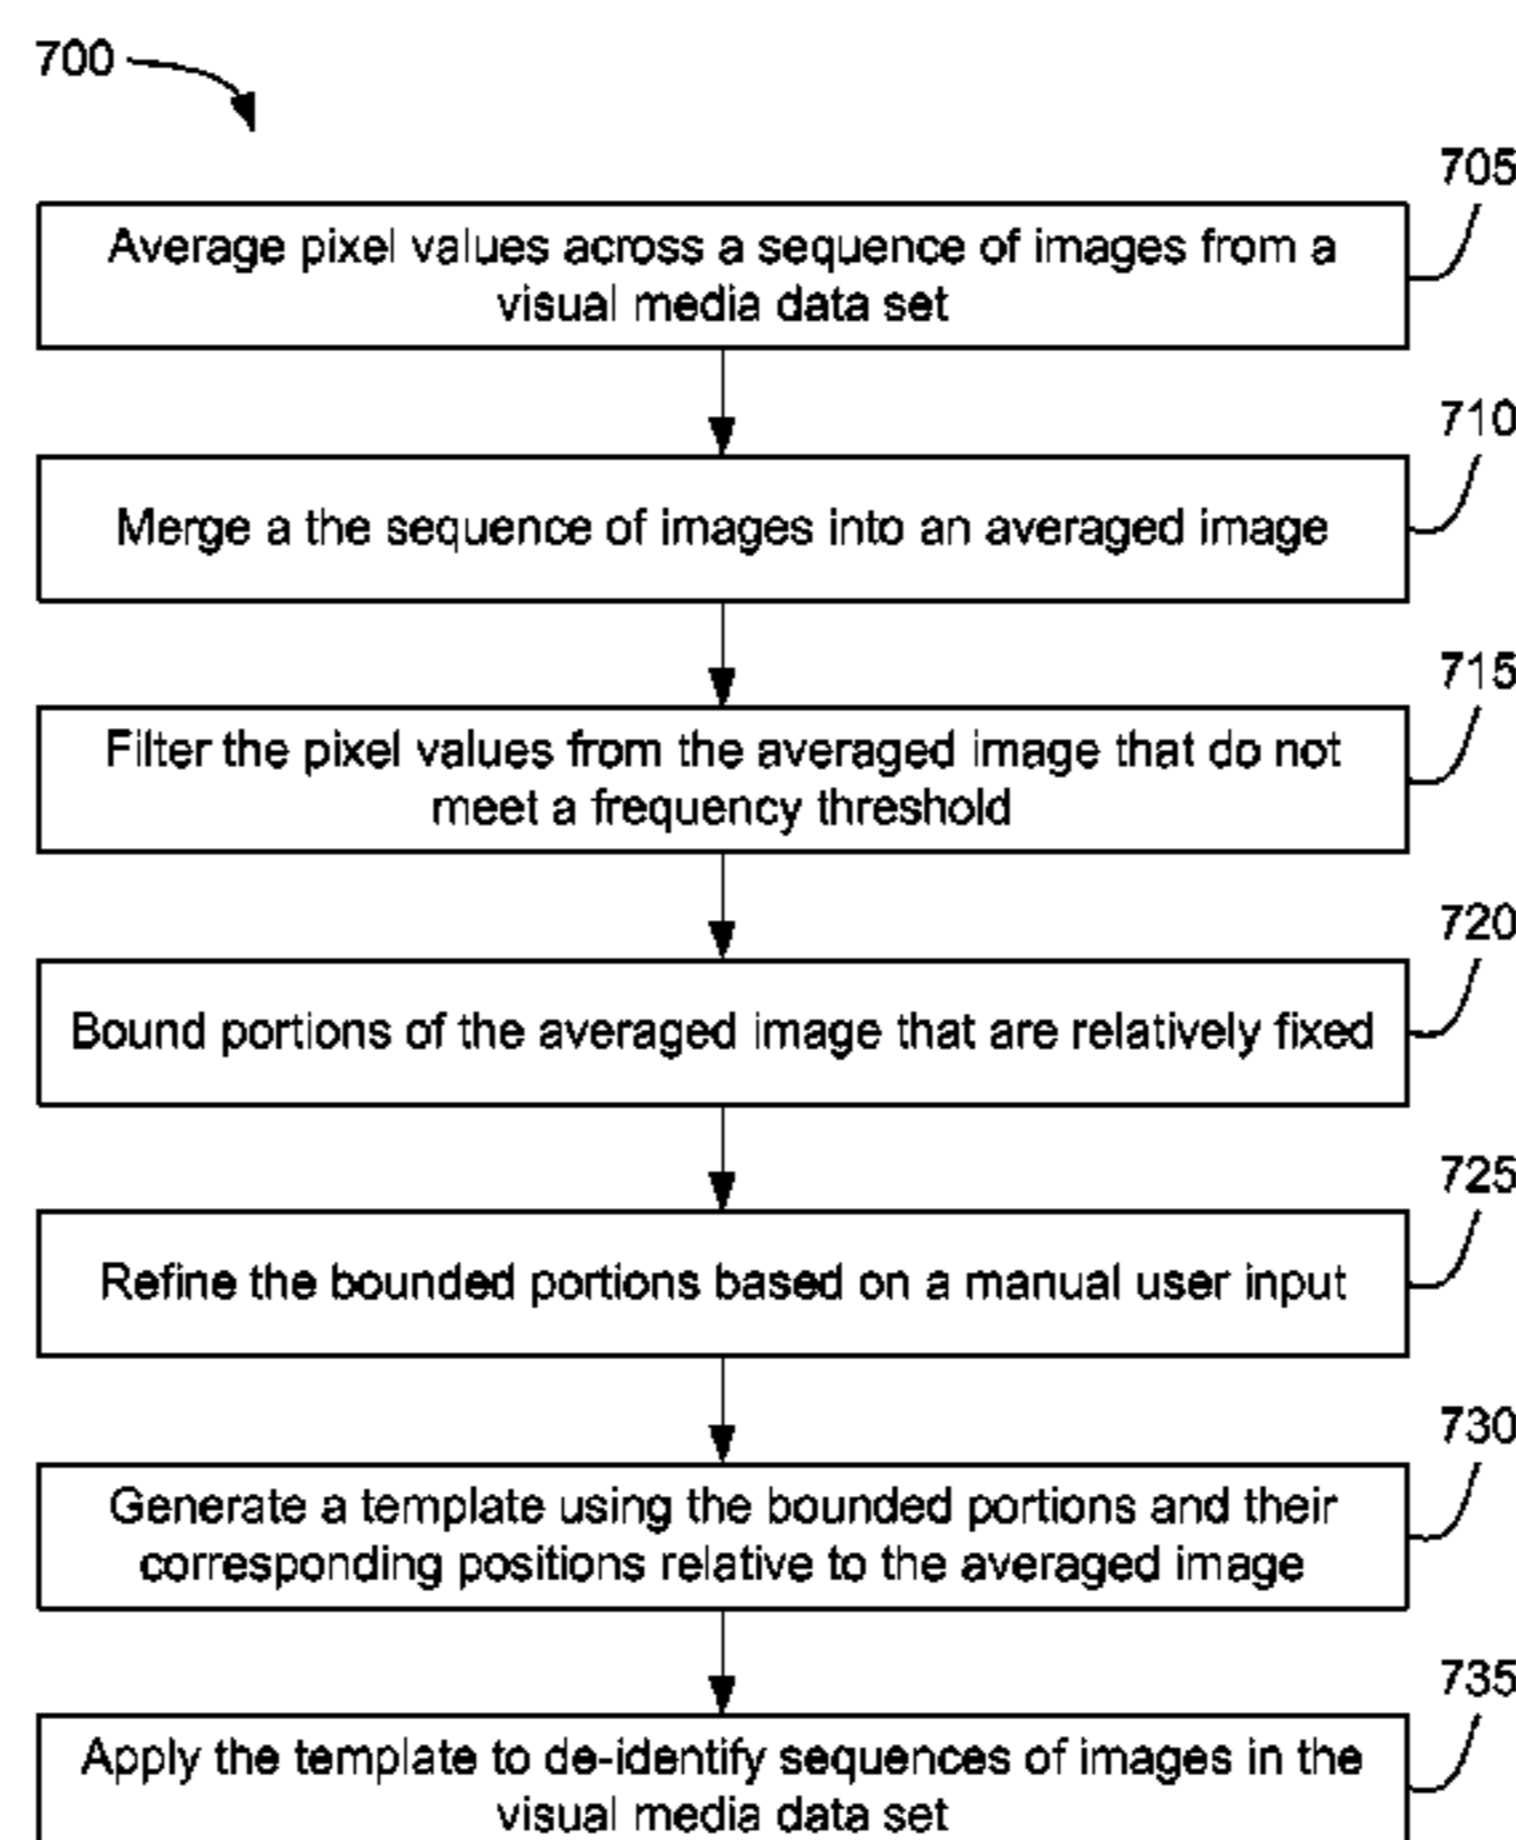 700
705
Average pixel values across a sequence of images from a
visual media data set
710
Merge a the sequence of images into an averaged image
715
Filter the pixel values from the averaged image that do not
meet a frequency threshold
720
Bound portions of the averaged image that are relatively fixed
725
Refine the bounded portions based on a manual user input
730
Generate a template using the bounded portions and their
corresponding positions relative to the averaged image
735
Apply the template to de-identify sequences of images in the
visual media data set